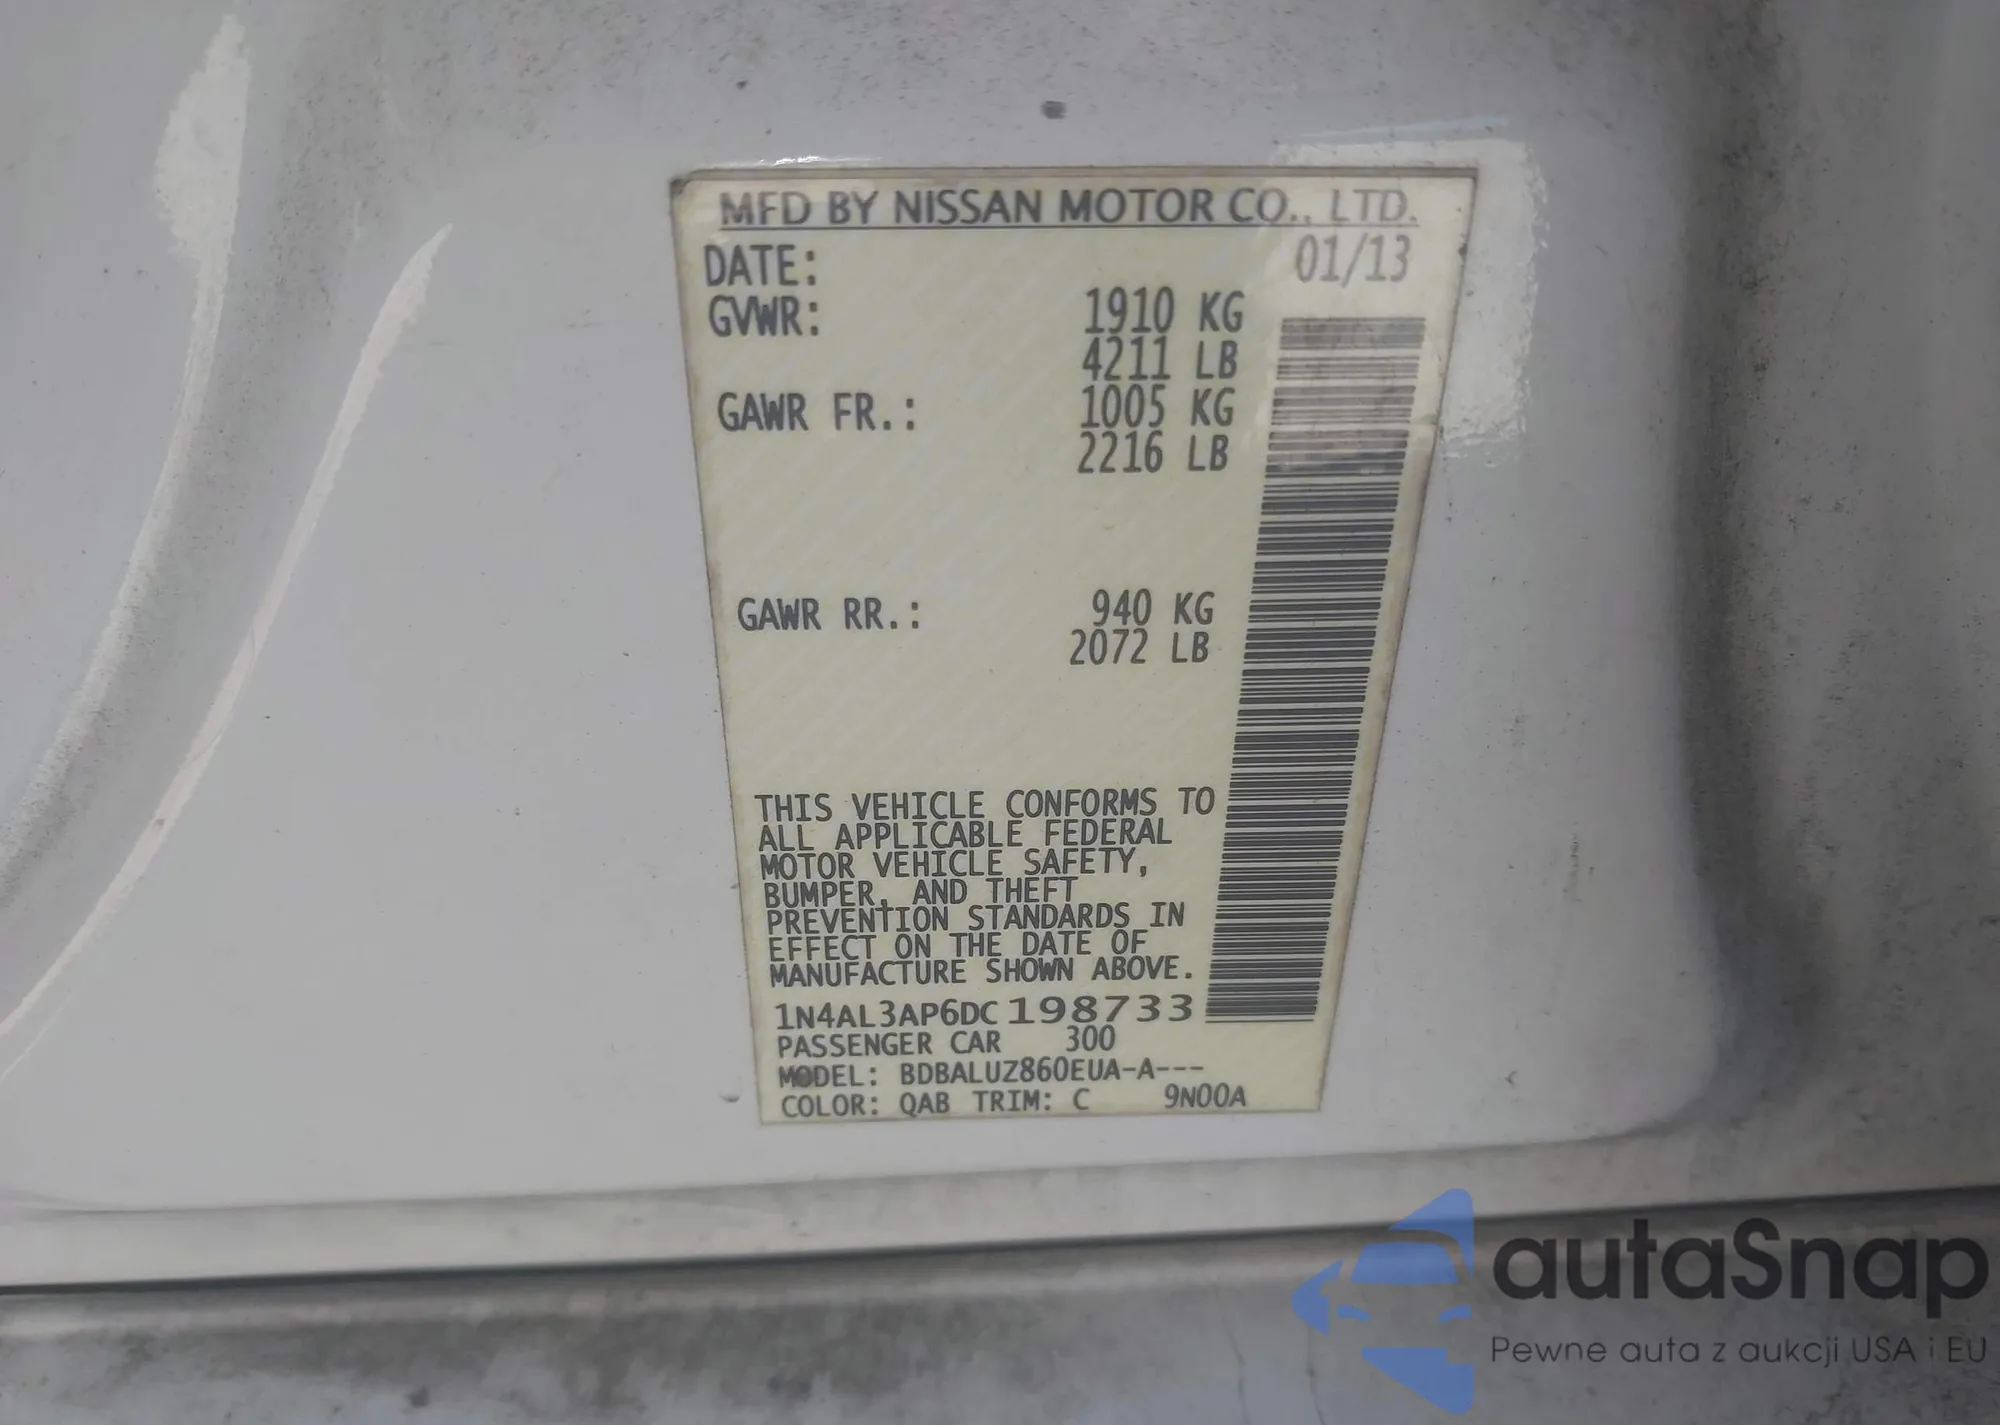 MFD BY NISSAN MOTOR CO., LTD.
DATE: 01/13
GVWR: 1910 KG
4211 LB
GAWR FR.: 1005 KG
2216 LB
GAWR RR.: 940 KG
2072 LB
THIS VEHICLE CONFORMS TO
ALL APPLICABLE FEDERAL
MOTOR VEHICLE SAFETY,
BUMPER, AND THEFT
PREVENTION STANDARDS IN
EFFECT ON THE DATE OF
MANUFACTURE SHOWN ABOVE.
1N4AL3AP6DC198733
PASSENGER CAR 300
MODEL: BDBALUZ860EUA-A---
COLOR: QAB TRIM: C 9N00A
autaSnap
Pewne auta z aukcji USA i EU